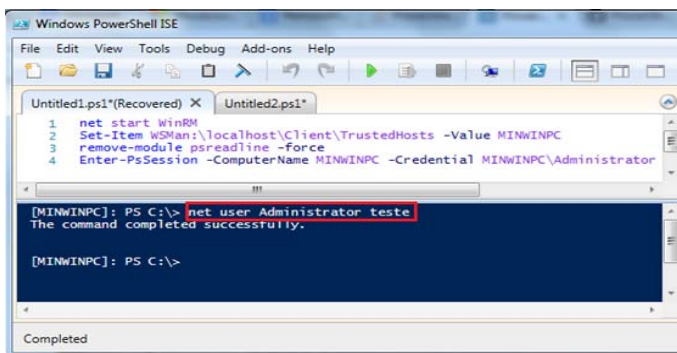 Windows PowerShell ISE
File Edit View Tools Debug Add-ons Help
Untitled1.ps1*(Recovered) X Untitled2.ps1*
1 net start WinRM
2 Set-Item WSMan:\localhost\Client\TrustedHosts -Value MINWINPC
3 remove-module psreadline -force
4 Enter-PsSession -ComputerName MINWINPC -Credential MINWINPC\Administrator
[MINWINPC]: PS C:\> net user Administrator teste
The command completed successfully.
[MINWINPC]: PS C:\>
Completed